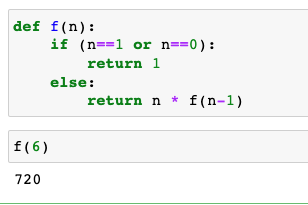 def f(n):
    if (n==1 or n==0):
        return 1
    else:
        return n * f(n-1)
f(6)
720